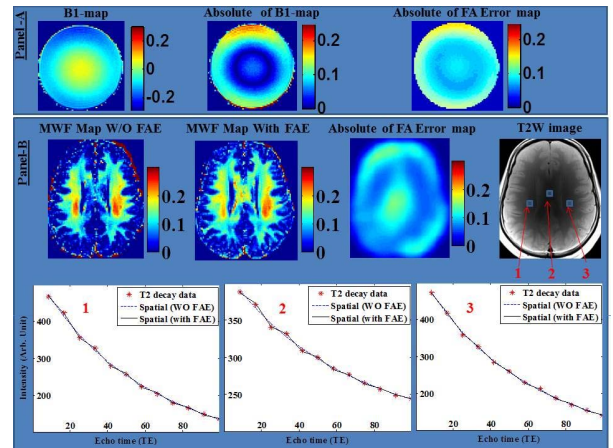 Panel -A
B1-map
Absolute of B1-map
Absolute of FA Error map
0.2
0
-0.2
0.2
0.1
0
0.2
0.1
0
Panel-B
MWF Map W/O FAE
MWF Map With FAE
Absolute of FA Error map
T2W image
0.2
0.1
0
0.2
0.1
0
0.2
0.1
0
1 2 3
Intensity (Arb. Unit)
400
300
200
1
T2 decay data
Spatial (WO FAE)
Spatial (with FAE)
20 40 60 80
Echo time (TE)
350
300
250
2
T2 decay data
Spatial (WO FAE)
Spatial (with FAE)
20 40 60 80
Echo time (TE)
400
300
200
3
T2 decay data
Spatial (WO FAE)
Spatial (with FAE)
20 40 60 80
Echo time (TE)